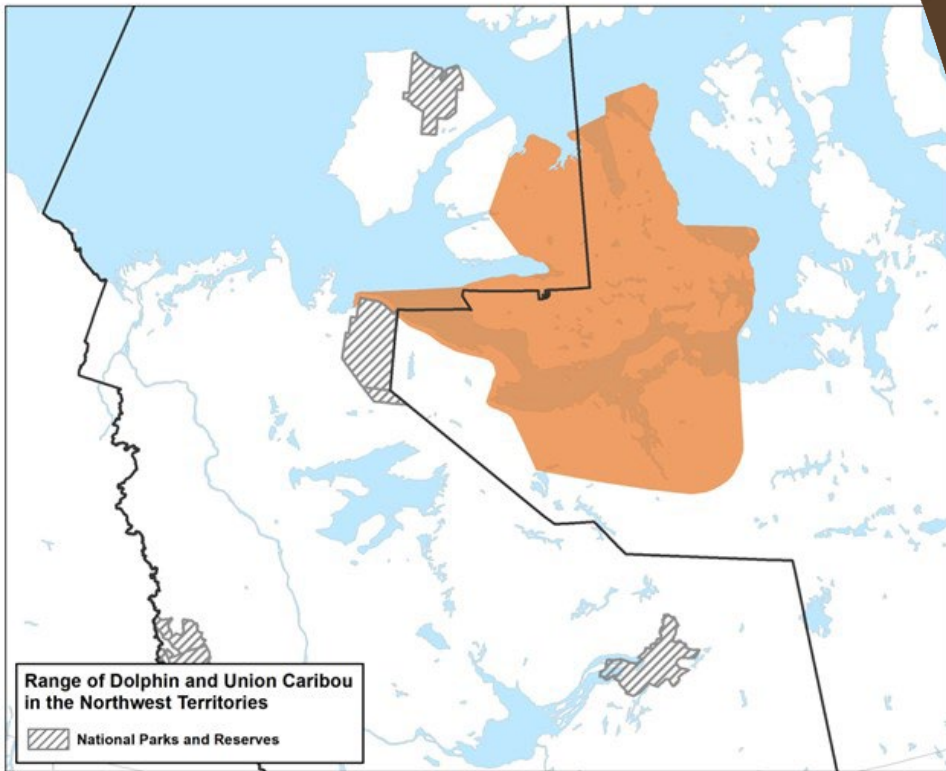 Range of Dolphin and Union Caribou
in the Northwest Territories
National Parks and Reserves